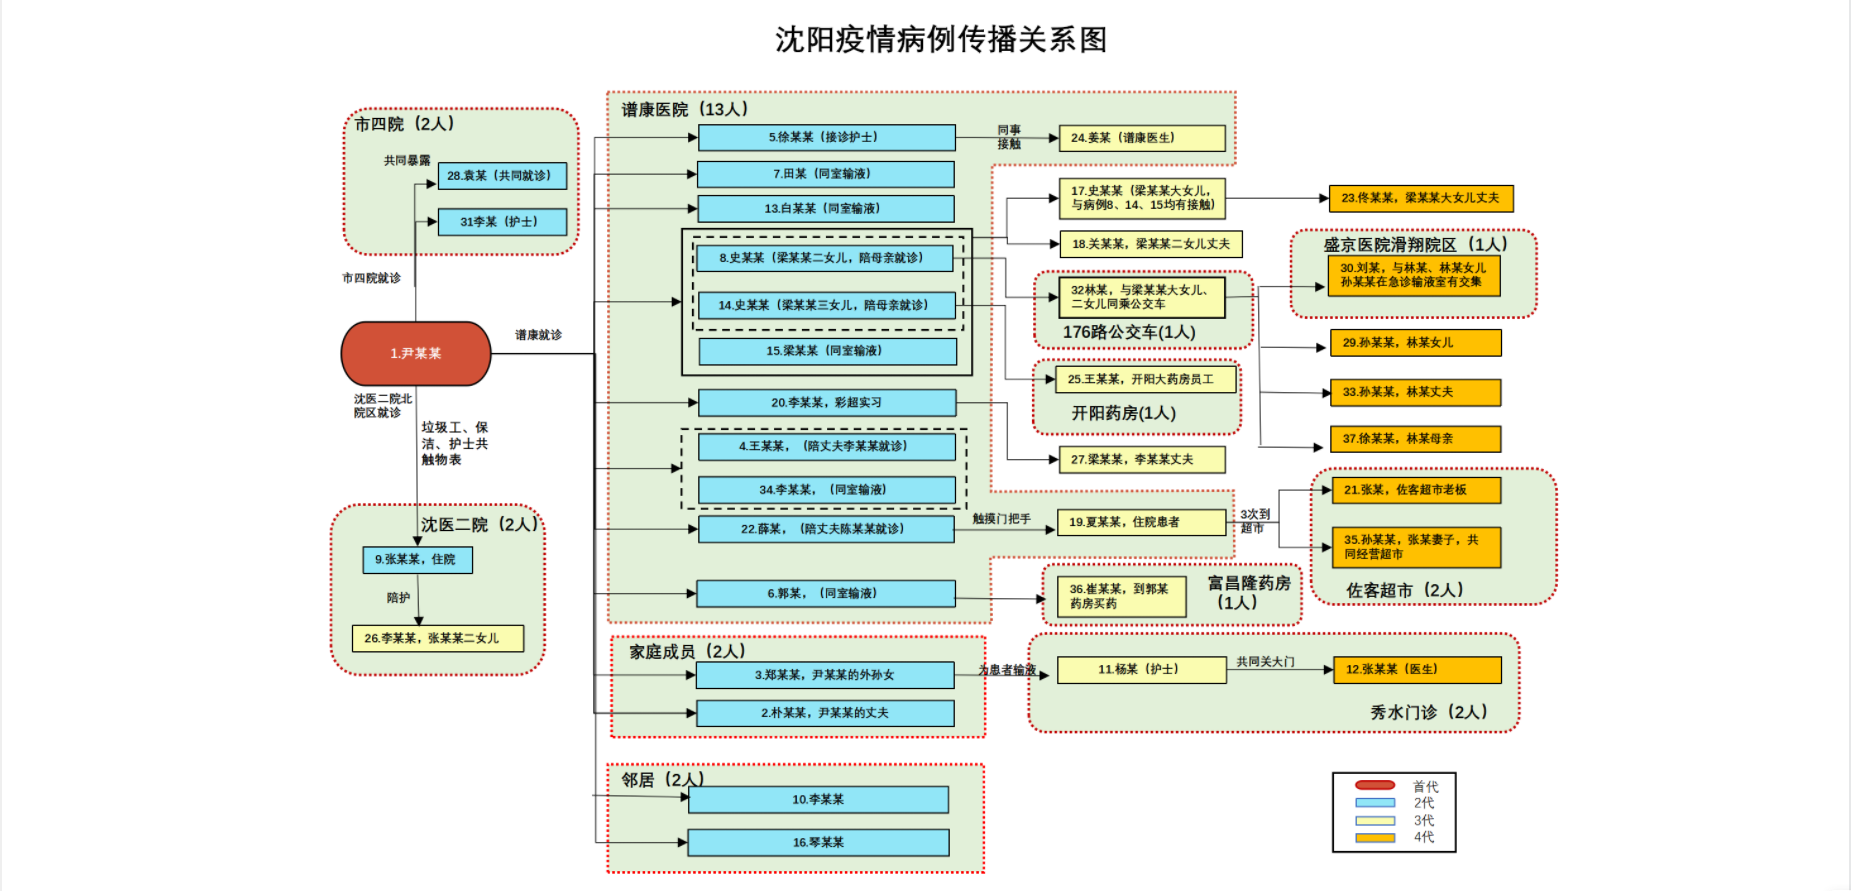 沈阳疫情病例传播关系图
市四院（2人）
共同暴露
28.袁某（共同就诊）
31李某（护士）
市四院就诊
1.尹某某
谱康就诊
沈医二院北
院区就诊
垃圾工、保
洁、护士共
触物表
沈医二院（2人）
9.张某某，住院
陪护
26.李某某，张某某二女儿
谱康医院（13人）
5.徐某某（接诊护士）
同事
接触
24.姜某（谱康医生）
7.田某（同室输液）
13.白某某（同室输液）
8.史某某（梁某某二女儿，陪母亲就诊）
14.史某某（梁某某三女儿，陪母亲就诊）
15.梁某某（同室输液）
20.李某某，彩超实习
4.王某某，（陪丈夫李某某就诊）
34.李某某，（同室输液）
22.薛某，（陪丈夫陈某某就诊）
触摸门把手
19.夏某某，住院患者
6.郭某，（同室输液）
17.史某某（梁某某大女儿，
与病例8、14、15均有接触)
18.关某某，梁某某二女儿丈夫
32林某，与梁某某大女儿、
二女儿同乘公交车
176路公交车(1人)
25.王某某，开阳大药房员工
开阳药房(1人)
27.梁某某，李某某丈夫
23.佟某某，梁某某大女儿丈夫
盛京医院滑翔院区（1人）
30.刘某，与林某、林某女儿
孙某某在急诊输液室有交集
29.孙某某，林某女儿
33.孙某某，林某丈夫
37.徐某某，林某母亲
3次到
超市
21.张某，佐客超市老板
35.孙某某，张某妻子，共
同经营超市
佐客超市（2人）
36.崔某某，到郭某
药房买药
富昌隆药房
（1人）
家庭成员（2人）
3.郑某某，尹某某的外孙女
2.朴某某，尹某某的丈夫
为患者输液
11.杨某（护士）
共同关大门
12.张某某（医生）
秀水门诊（2人）
邻居（2人）
10.李某某
16.琴某某
首代
2代
3代
4代